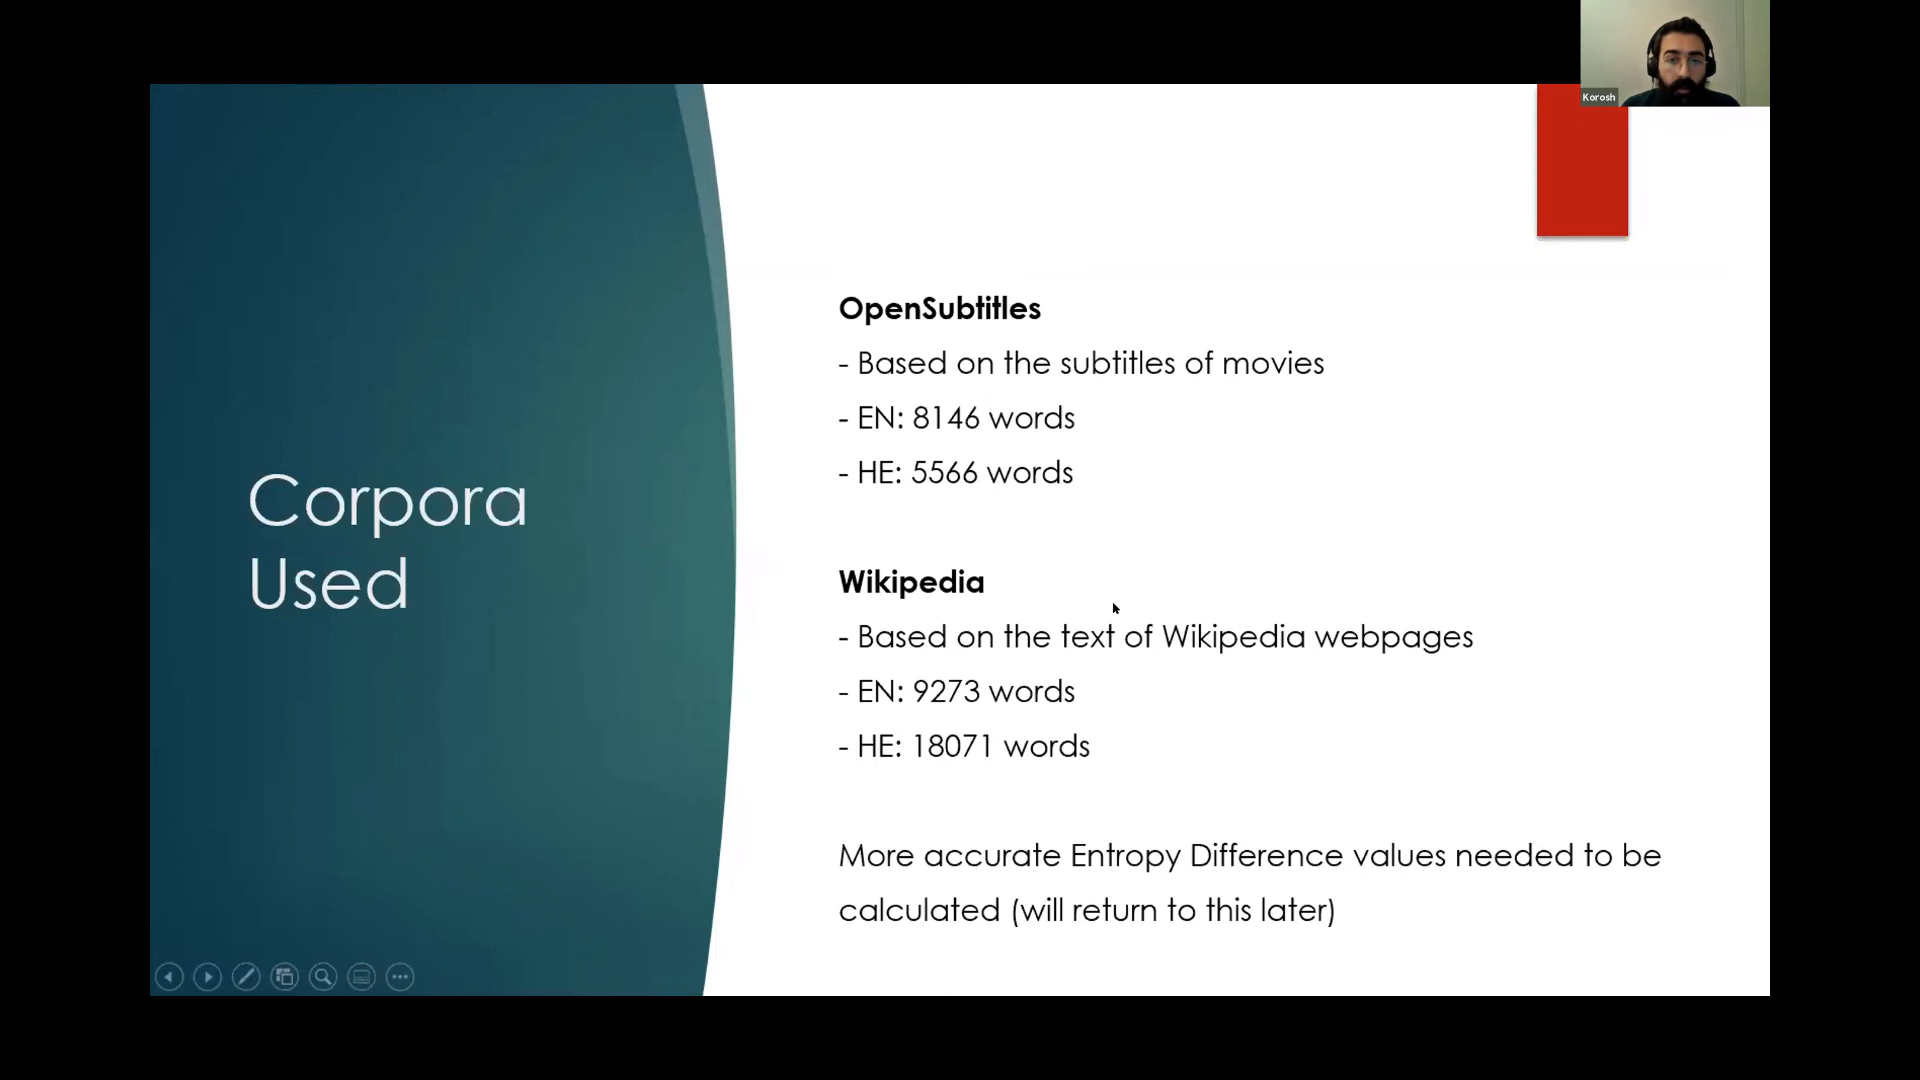 Korosh
Corpora
Used
OpenSubtitles
- Based on the subtitles of movies
- EN: 8146 words
- HE: 5566 words
Wikipedia
- Based on the text of Wikipedia webpages
- EN: 9273 words
- HE: 18071 words
More accurate Entropy Difference values needed to be
calculated (will return to this later)